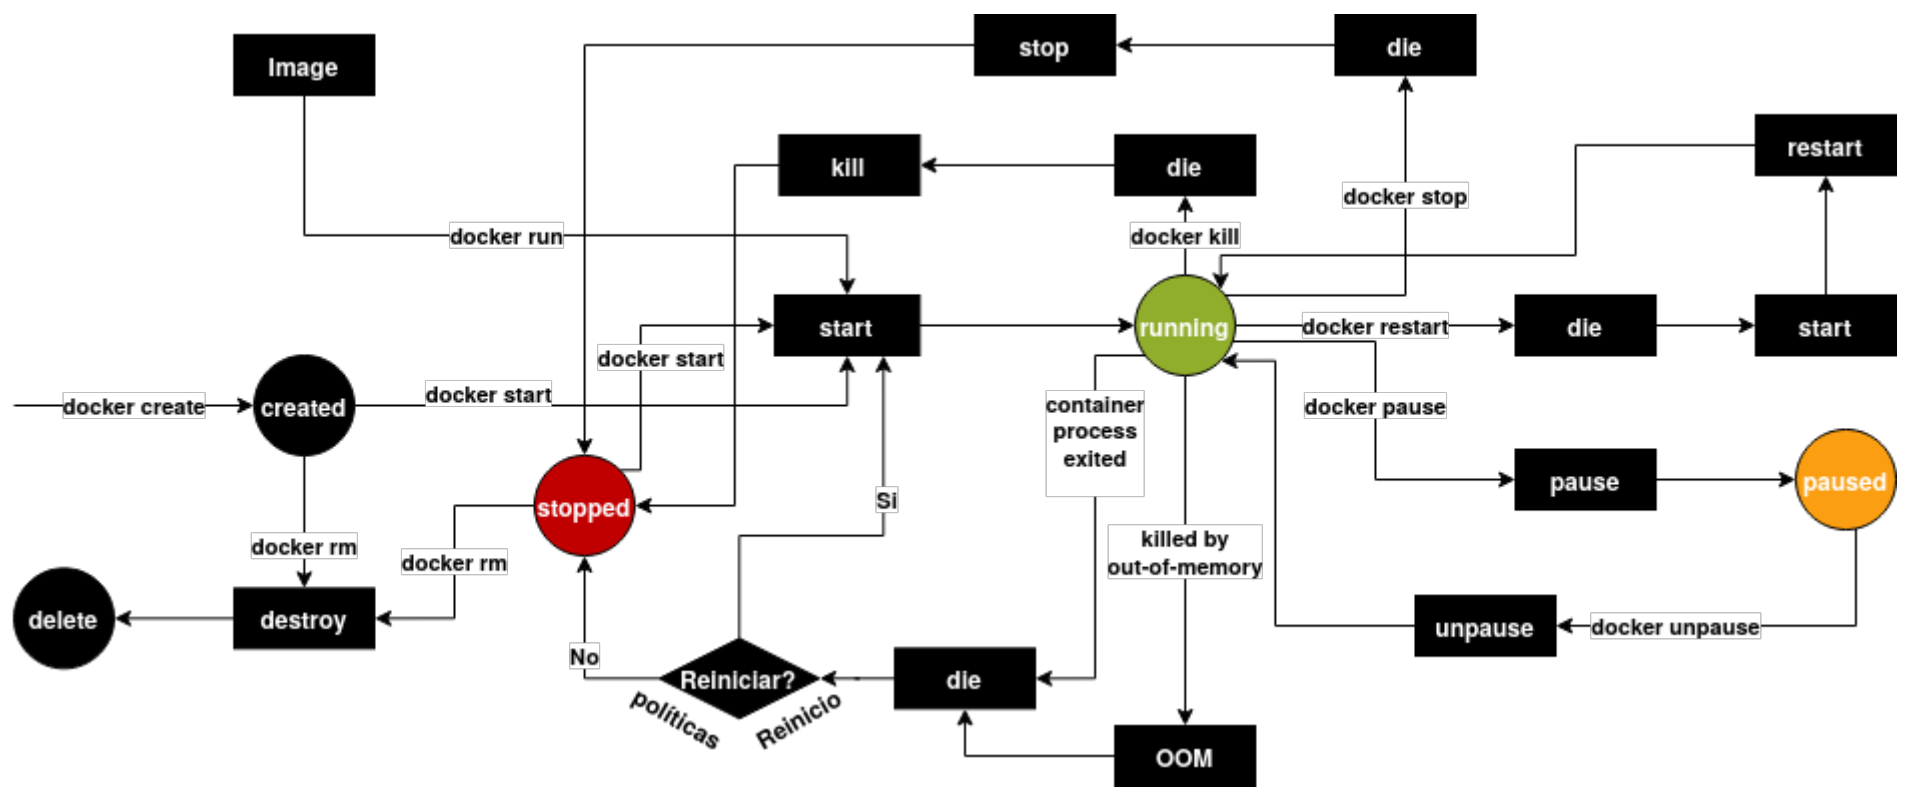 stop
die
Image
restart
kill
die
docker stop
docker run
docker kill
start
running
docker restart
die
start
docker start
docker create
created
docker start
container
process
exited
docker pause
stopped
Si
pause
paused
docker rm
docker rm
killed by
out-of-memory
delete
destroy
unpause
docker unpause
No
Reiniciar?
die
políticas
Reinicio
OOM